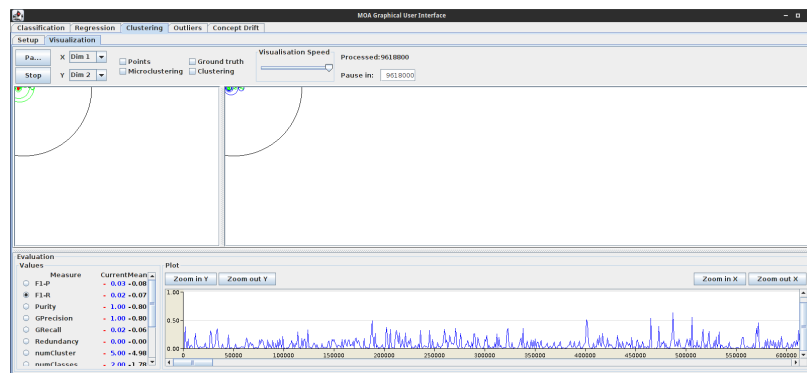 MOA Graphical User Interface
Classification Regression Clustering Outliers Concept Drift
Setup Visualization
Pa... X Dim 1 Points Ground truth Visualisation Speed Processed:9618800
Stop Y Dim 2 Microclustering Clustering Pause in: 9618000
Evaluation
Values
Measure Current Mean
F1-P - 0.03 -0.08
F1-R - 0.02 -0.07
Purity - 1.00 -0.80
GPrecision - 1.00 -0.80
GRecall - 0.02 -0.06
Redundancy - 0.00 -0.00
numCluster - 5.00 -4.98
numClasses - 2.00 -1.78
Plot
Zoom in Y Zoom out Y Zoom in X Zoom out X
1.00
0.50
0.00
0 50000 100000 150000 200000 250000 300000 350000 400000 450000 500000 550000 600000